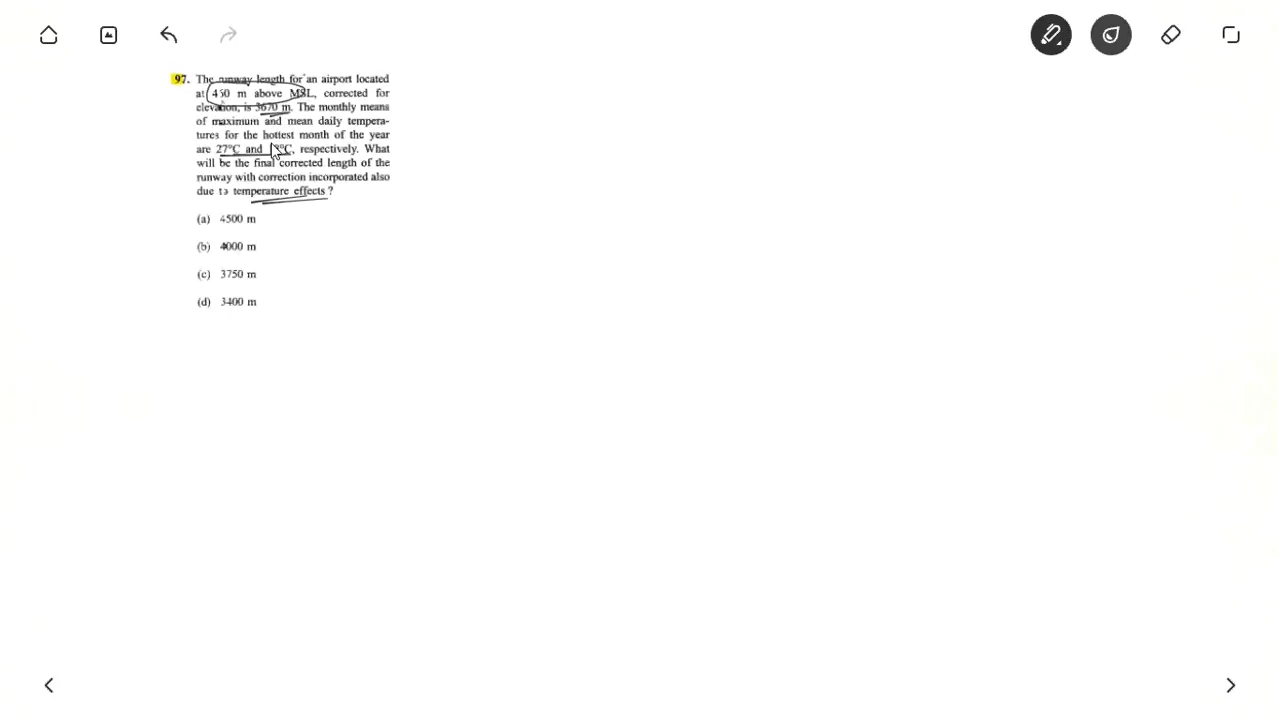 97. The runway length for an airport located
at 450 m above MSL, corrected for
elevation, is 3670 m. The monthly means
of maximum and mean daily tempera-
tures for the hottest month of the year
are 27°C and °C, respectively. What
will be the final corrected length of the
runway with correction incorporated also
due to temperature effects ?
(a) 4500 m
(b) 4000 m
(c) 3750 m
(d) 3400 m